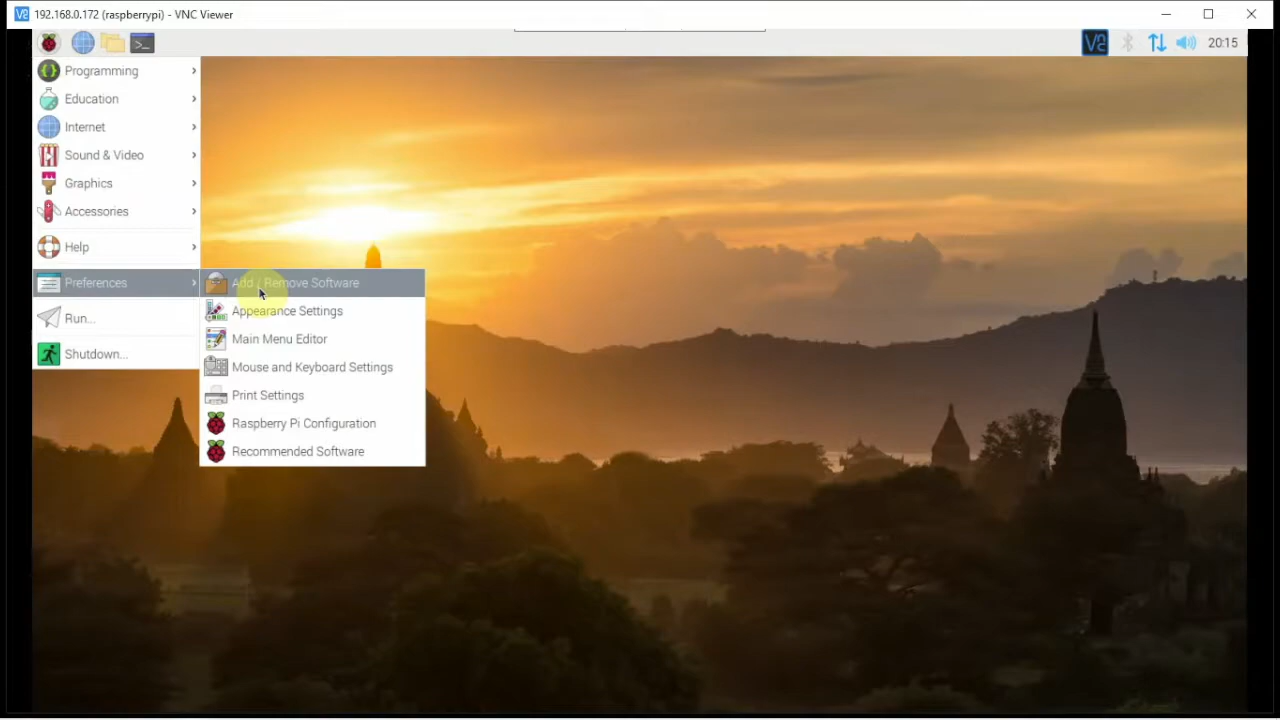 192.168.0.172 (raspberrypi) - VNC Viewer
20:15
Programming
Education
Internet
Sound & Video
Graphics
Accessories
Help
Preferences
Run...
Shutdown...
Add / Remove Software
Appearance Settings
Main Menu Editor
Mouse and Keyboard Settings
Print Settings
Raspberry Pi Configuration
Recommended Software